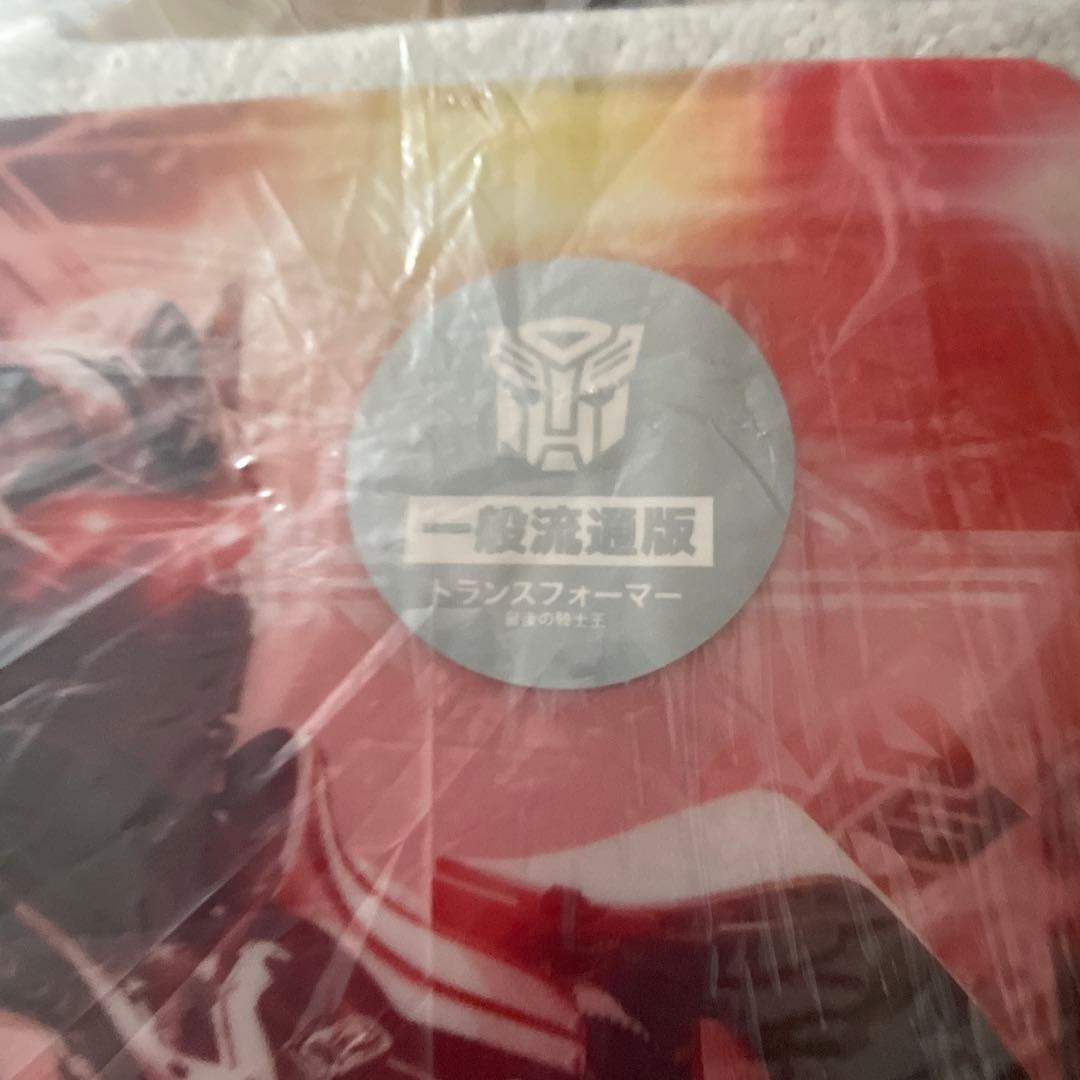 一般流通版
トランスフォーマー
最後の騎士王